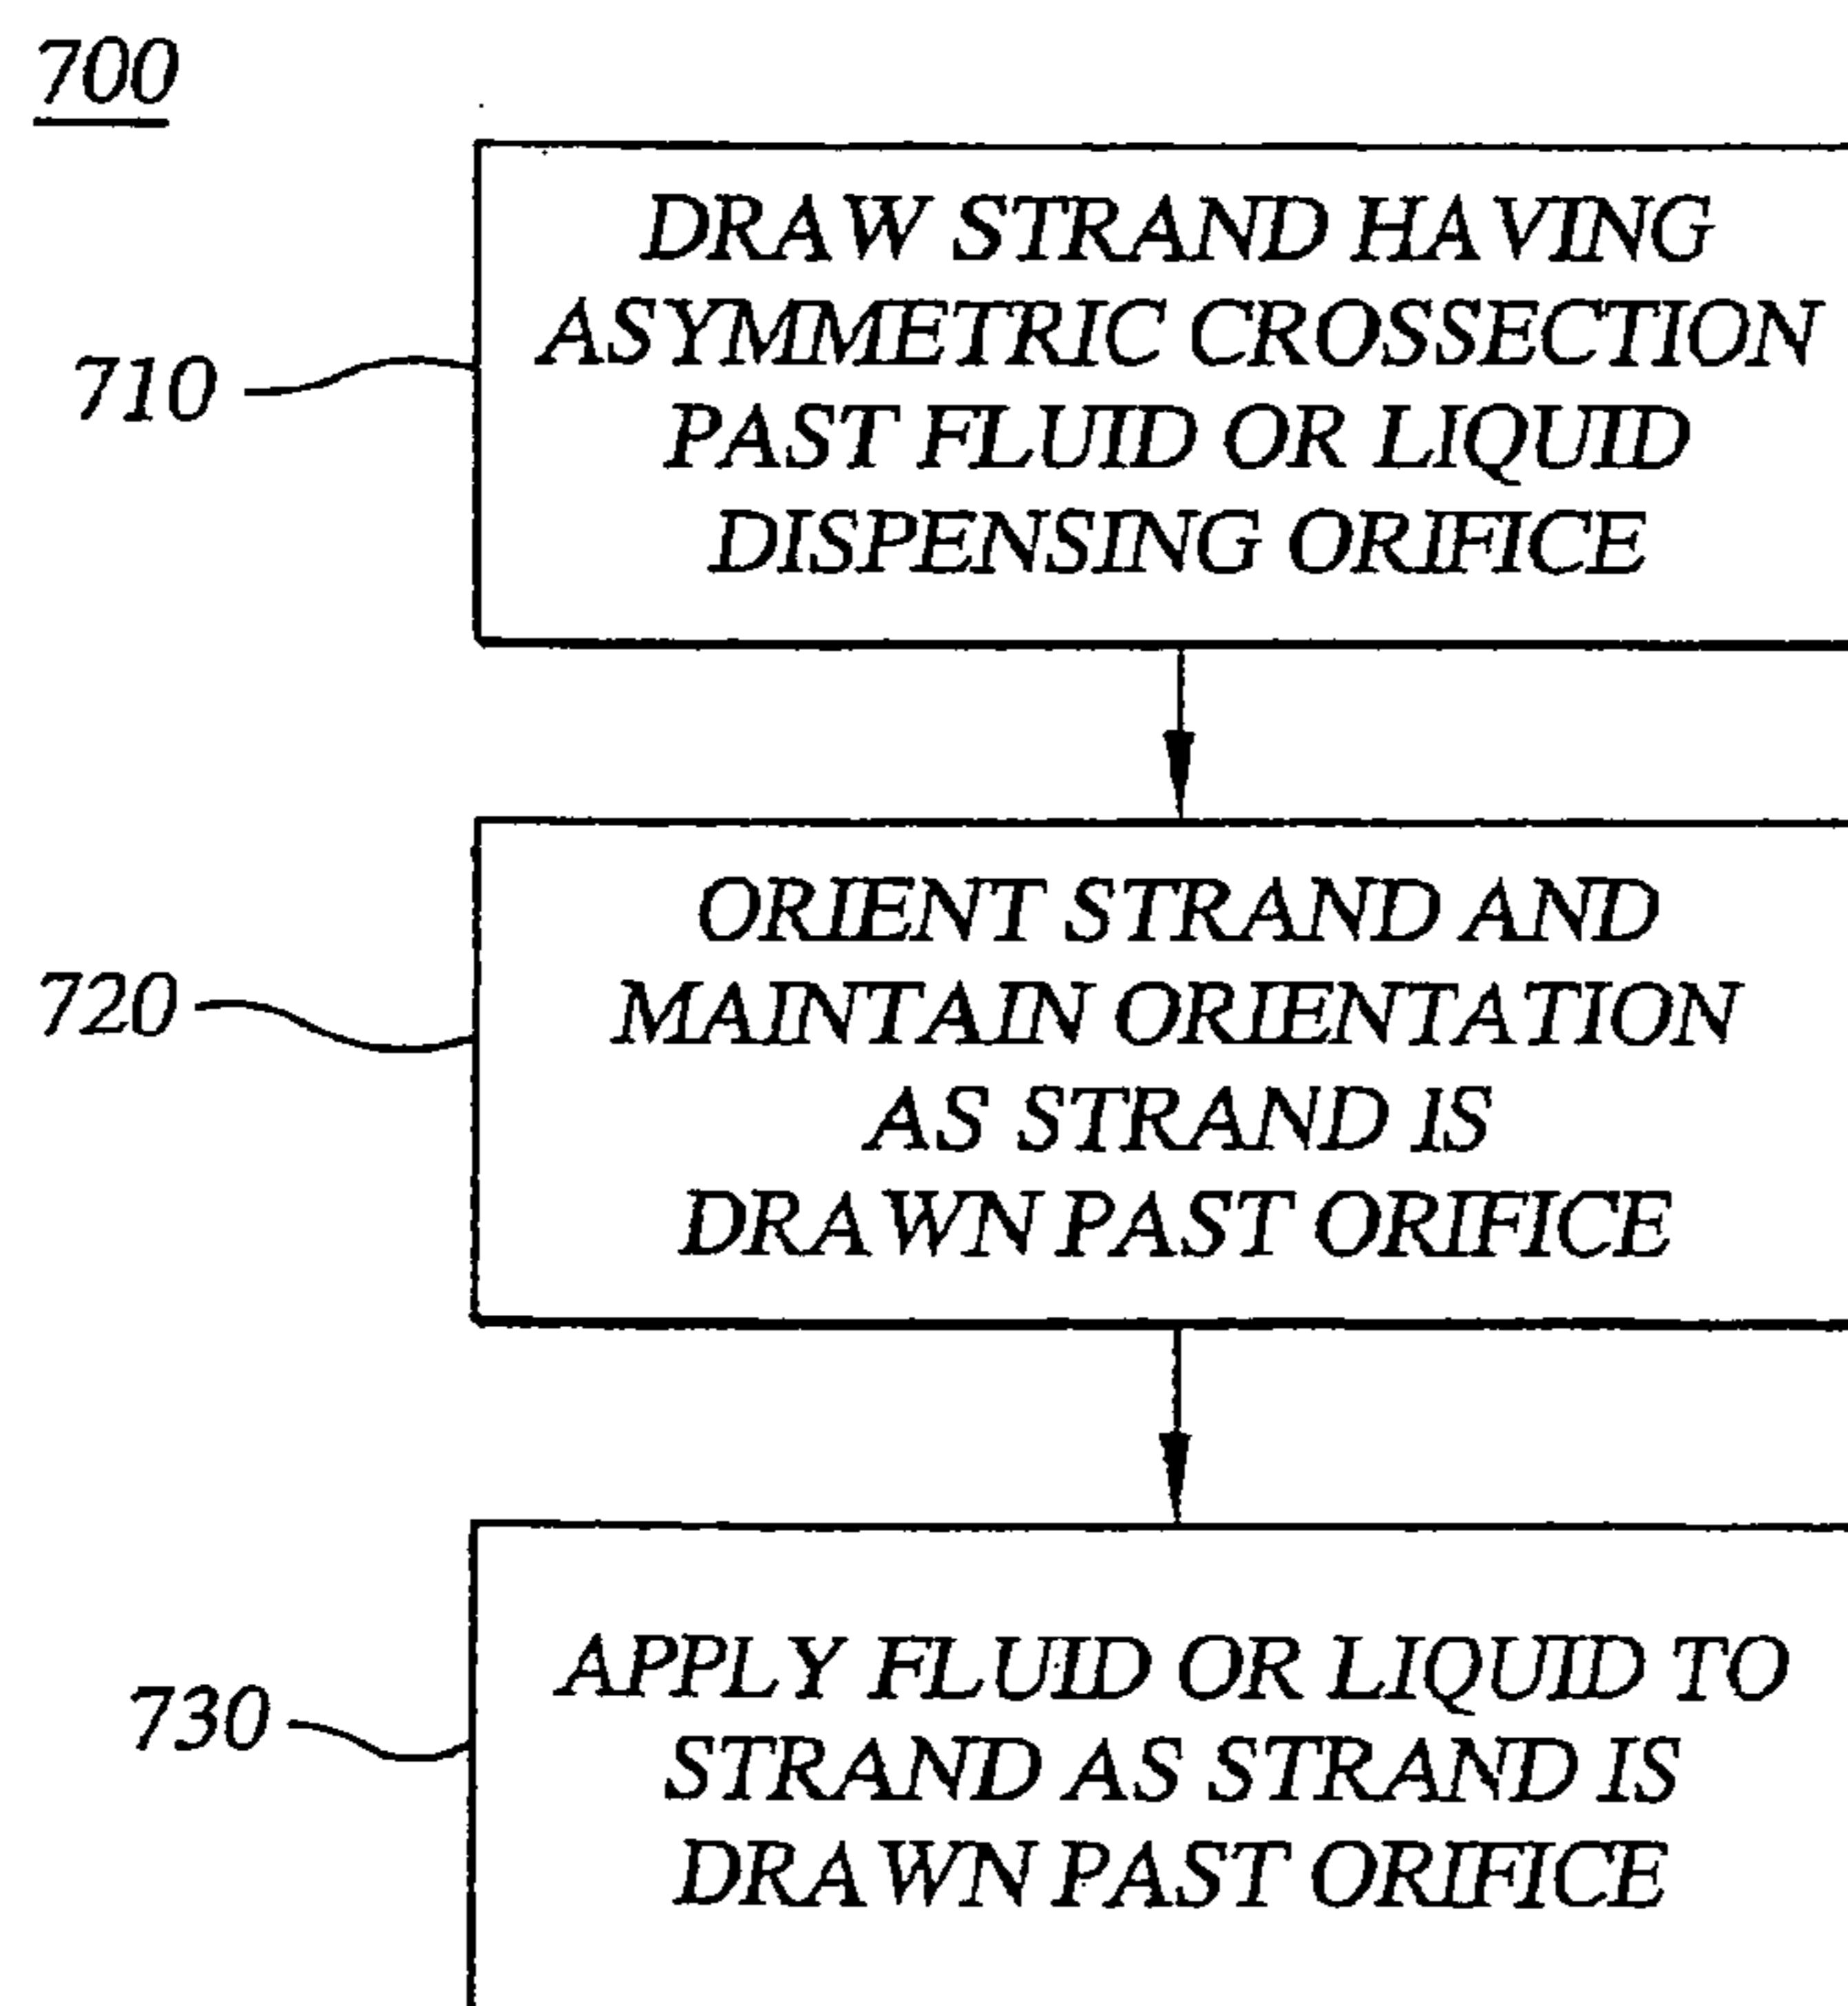 700
DRAW STRAND HAVING
ASYMMETRIC CROSSECTION
PAST FLUID OR LIQUID
DISPENSING ORIFICE
710
ORIENT STRAND AND
MAINTAIN ORIENTATION
AS STRAND IS
DRAWN PAST ORIFICE
720
APPLY FLUID OR LIQUID TO
STRAND AS STRAND IS
DRAWN PAST ORIFICE
730